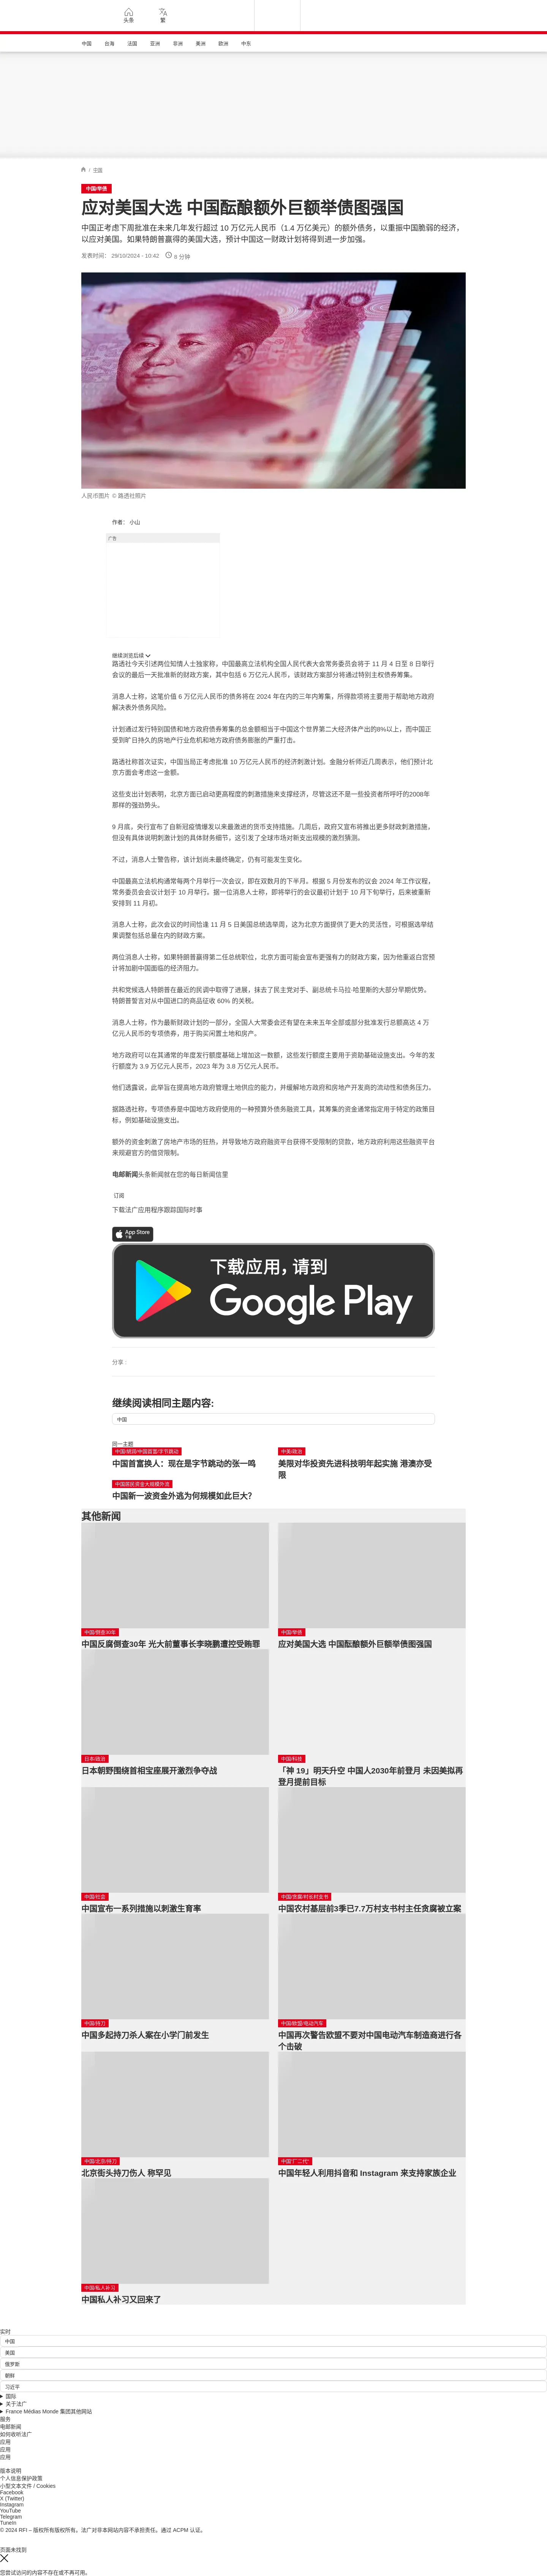 头条
繁
中国
台海
法国
亚洲
非洲
美洲
欧洲
中东
/ 中国
中国/举债
应对美国大选 中国酝酿额外巨额举债图强国
中国正考虑下周批准在未来几年发行超过 10 万亿元人民币（1.4 万亿美元）的额外债务，以重振中国脆弱的经济，
以应对美国。如果特朗普赢得的美国大选，预计中国这一财政计划将得到进一步加强。
发表时间： 29/10/2024 - 10:42
8 分钟
人民币图片 © 路透社照片
作者： 小山
广告
继续浏览后续
路透社今天引述两位知情人士独家称，中国最高立法机构全国人民代表大会常务委员会将于 11 月 4 日至 8 日举行
会议的最后一天批准新的财政方案，其中包括 6 万亿元人民币，该财政方案部分将通过特别主权债券筹集。
消息人士称，这笔价值 6 万亿元人民币的债务将在 2024 年在内的三年内筹集，所得款项将主要用于帮助地方政府
解决表外债务风险。
计划通过发行特别国债和地方政府债券筹集的总金额相当于中国这个世界第二大经济体产出的8%以上，而中国正
受到旷日持久的房地产行业危机和地方政府债务膨胀的严重打击。
路透社称首次证实，中国当局正考虑批准 10 万亿元人民币的经济刺激计划。金融分析师近几周表示，他们预计北
京方面会考虑这一金额。
这些支出计划表明，北京方面已启动更高程度的刺激措施来支撑经济，尽管这还不是一些投资者所呼吁的2008年
那样的强劲势头。
9 月底，央行宣布了自新冠疫情爆发以来最激进的货币支持措施。几周后，政府又宣布将推出更多财政刺激措施，
但没有具体说明刺激计划的具体财务细节，这引发了全球市场对新支出规模的激烈猜测。
不过，消息人士警告称，该计划尚未最终确定，仍有可能发生变化。
中国最高立法机构通常每两个月举行一次会议，即在双数月的下半月。根据 5 月份发布的议会 2024 年工作议程，
常务委员会会议计划于 10 月举行。据一位消息人士称，即将举行的会议最初计划于 10 月下旬举行，后来被重新
安排到 11 月初。
消息人士称，此次会议的时间恰逢 11 月 5 日美国总统选举周，这为北京方面提供了更大的灵活性，可根据选举结
果调整包括总量在内的财政方案。
两位消息人士称，如果特朗普赢得第二任总统职位，北京方面可能会宣布更强有力的财政方案，因为他重返白宫预
计将加剧中国面临的经济阻力。
共和党候选人特朗普在最近的民调中取得了进展，抹去了民主党对手、副总统卡马拉·哈里斯的大部分早期优势。
特朗普誓言对从中国进口的商品征收 60% 的关税。
消息人士称，作为最新财政计划的一部分，全国人大常委会还有望在未来五年全部或部分批准发行总额高达 4 万
亿元人民币的专项债券，用于购买闲置土地和房产。
地方政府可以在其通常的年度发行额度基础上增加这一数额，这些发行额度主要用于资助基础设施支出。今年的发
行额度为 3.9 万亿元人民币，2023 年为 3.8 万亿元人民币。
他们透露说，此举旨在提高地方政府管理土地供应的能力，并缓解地方政府和房地产开发商的流动性和债务压力。
据路透社称，专项债券是中国地方政府使用的一种预算外债务融资工具，其筹集的资金通常指定用于特定的政策目
标，例如基础设施支出。
额外的资金刺激了房地产市场的狂热，并导致地方政府融资平台获得不受限制的贷款，地方政府利用这些融资平台
来规避官方的借贷限制。
电邮新闻头条新闻就在您的每日新闻信里
订阅
下载法广应用程序跟踪国际时事
App Store
下载
下载应用，请到
Google Play
分享 :
继续阅读相同主题内容:
中国
同一主题
中国/胡润/中国首富/字节跳动
中国首富换人：现在是字节跳动的张一鸣
中美/政治
美限对华投资先进科技明年起实施 港澳亦受
限
中国居民资金大规模外流
中国新一波资金外逃为何规模如此巨大？
其他新闻
中国/倒查30年
中国反腐倒查30年 光大前董事长李晓鹏遭控受贿罪
中国/举债
应对美国大选 中国酝酿额外巨额举债图强国
日本/政治
日本朝野围绕首相宝座展开激烈争夺战
中国/科技
「神 19」明天升空 中国人2030年前登月 未因美拟再
登月提前目标
中国/社会
中国宣布一系列措施以刺激生育率
中国/贪腐/村长村支书
中国农村基层前3季已7.7万村支书村主任贪腐被立案
中国/持刀
中国多起持刀杀人案在小学门前发生
中国/欧盟/电动汽车
中国再次警告欧盟不要对中国电动汽车制造商进行各
个击破
中国/北京/持刀
北京街头持刀伤人 称罕见
中国“厂二代”
中国年轻人利用抖音和 Instagram 来支持家族企业
中国/私人补习
中国私人补习又回来了
实时
中国
美国
俄罗斯
朝鲜
习近平
国际
关于法广
France Médias Monde 集团其他网站
服务
电邮新闻
如何收听法广
应用
应用
应用
版本说明
个人信息保护政策
小型文本文件 / Cookies
Facebook
X (Twitter)
Instagram
YouTube
Telegram
TuneIn
© 2024 RFI – 版权所有版权所有。法广对非本网站内容不承担责任。通过 ACPM 认证。
页面未找到
您尝试访问的内容不存在或不再可用。